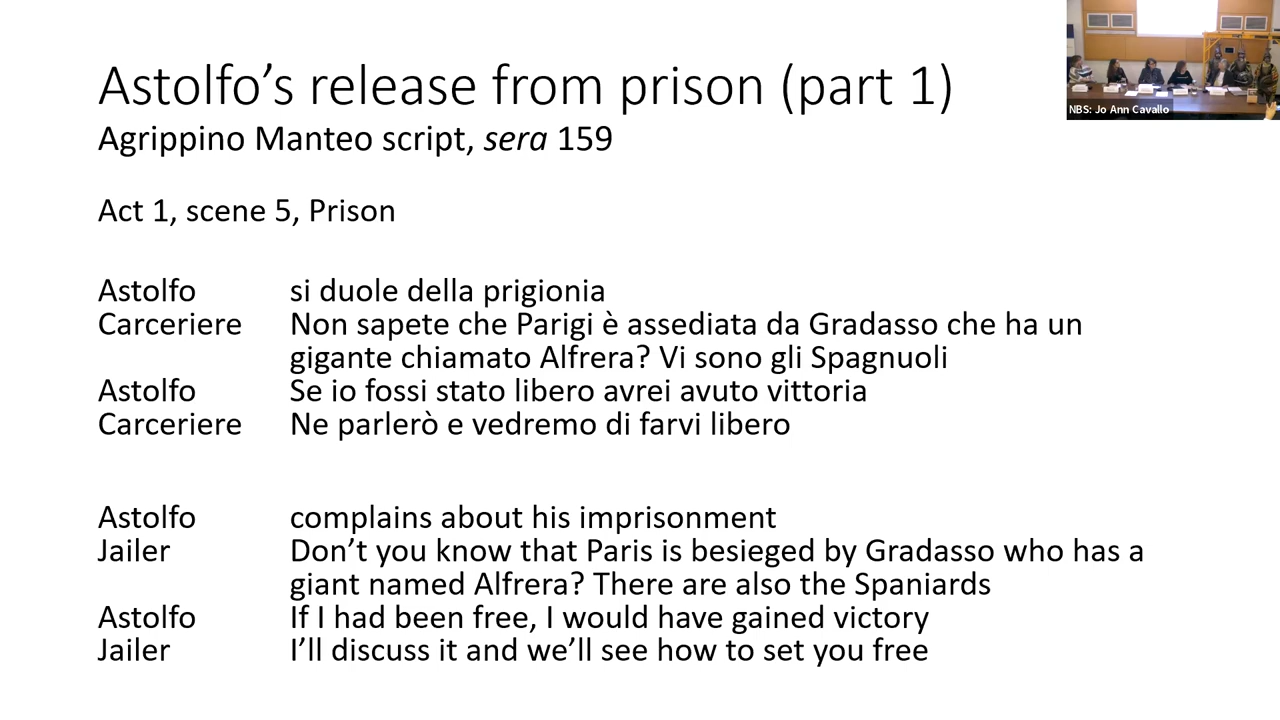 Astolfo’s release from prison (part 1)
Agrippino Manteo script, sera 159
Act 1, scene 5, Prison
Astolfo si duole della prigionia
Carceriere Non sapete che Parigi è assediata da Gradasso che ha un
gigante chiamato Alfrera? Vi sono gli Spagnuoli
Astolfo Se io fossi stato libero avrei avuto vittoria
Carceriere Ne parlerò e vedremo di farvi libero
Astolfo complains about his imprisonment
Jailer Don’t you know that Paris is besieged by Gradasso who has a
giant named Alfrera? There are also the Spaniards
Astolfo If I had been free, I would have gained victory
Jailer I’ll discuss it and we’ll see how to set you free
NBS: Jo Ann Cavallo